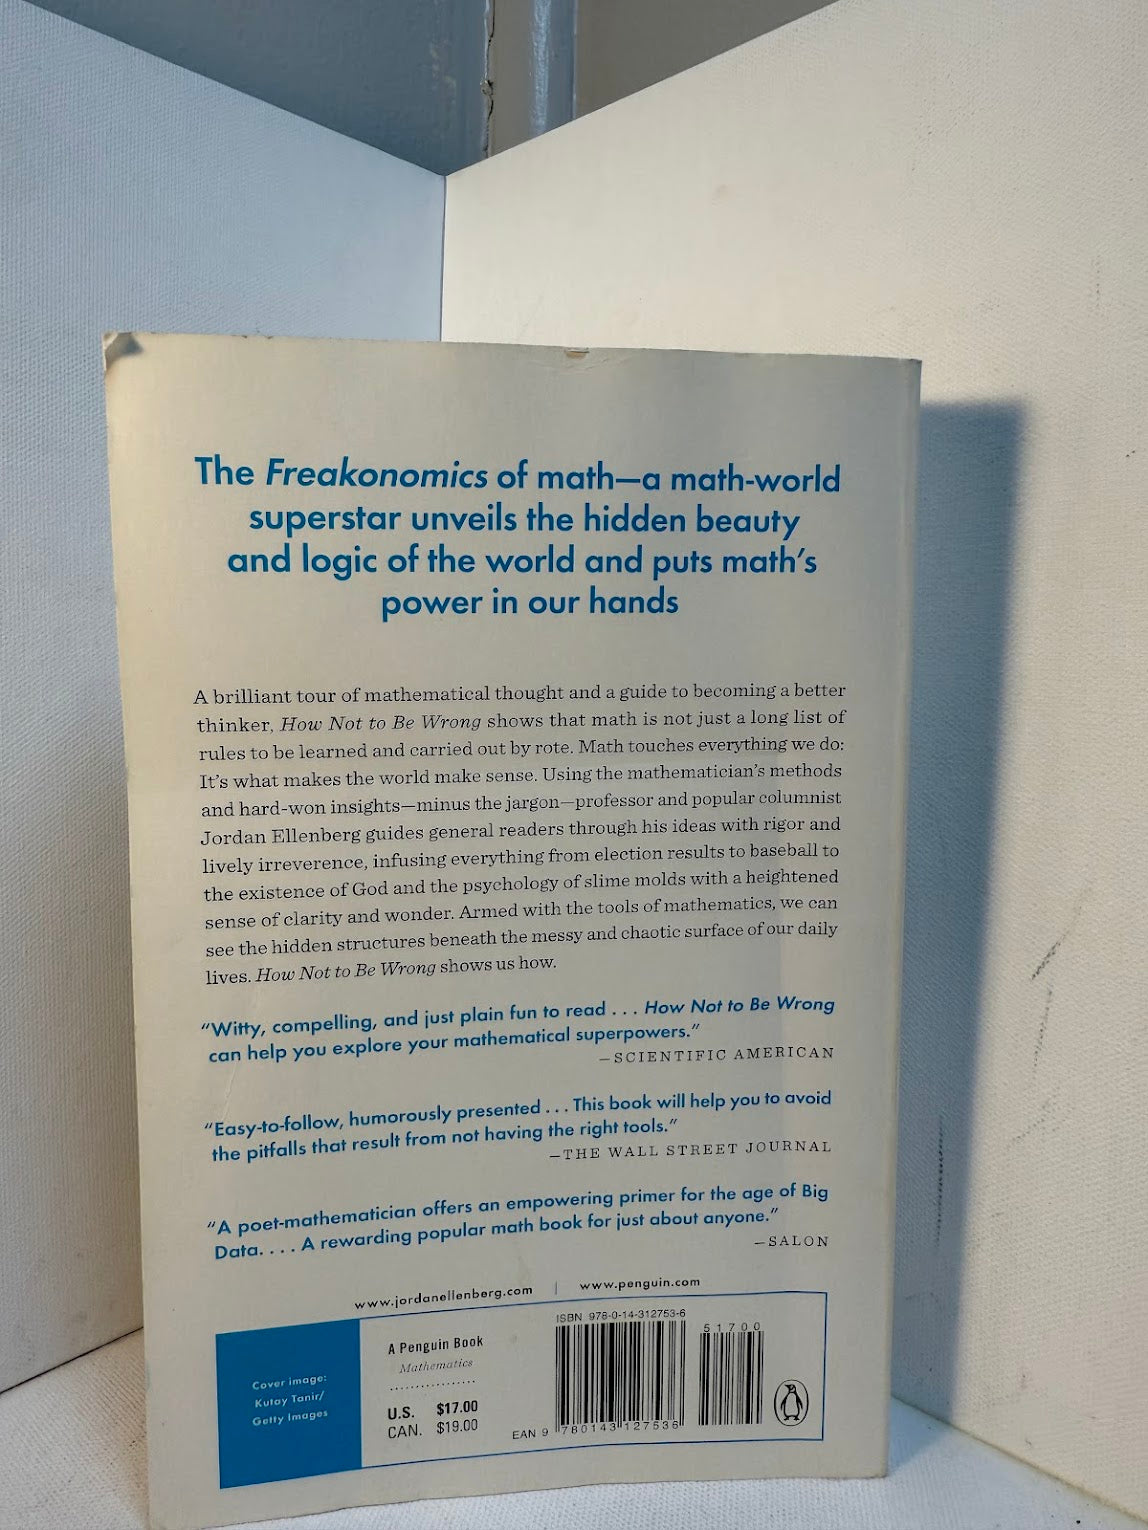 The Freakonomics of math—a math-world
superstar unveils the hidden beauty
and logic of the world and puts math's
power in our hands
A brilliant tour of mathematical thought and a guide to becoming a better
thinker, How Not to Be Wrong shows that math is not just a long list of
rules to be learned and carried out by rote. Math touches everything we do:
It's what makes the world make sense. Using the mathematician's methods
and hard-won insights—minus the jargon—professor and popular columnist
Jordan Ellenberg guides general readers through his ideas with rigor and
lively irreverence, infusing everything from election results to baseball to
the existence of God and the psychology of slime molds with a heightened
sense of clarity and wonder. Armed with the tools of mathematics, we can
see the hidden structures beneath the messy and chaotic surface of our daily
lives. How Not to Be Wrong shows us how.
"Witty, compelling, and just plain fun to read . . . How Not to Be Wrong
can help you explore your mathematical superpowers."
—SCIENTIFIC AMERICAN
"Easy-to-follow, humorously presented . . . This book will help you to avoid
the pitfalls that result from not having the right tools."
—THE WALL STREET JOURNAL
"A poet-mathematician offers an empowering primer for the age of Big
Data. . . . A rewarding popular math book for just about anyone."
—SALON
www.jordanellenberg.com | www.penguin.com
Cover image:
Kutay Tanir/
Getty Images
A Penguin Book
Mathematics
U.S. $17.00
CAN. $19.00
ISBN 978-0-14-312753-6
51700
EAN 9 780143 127536